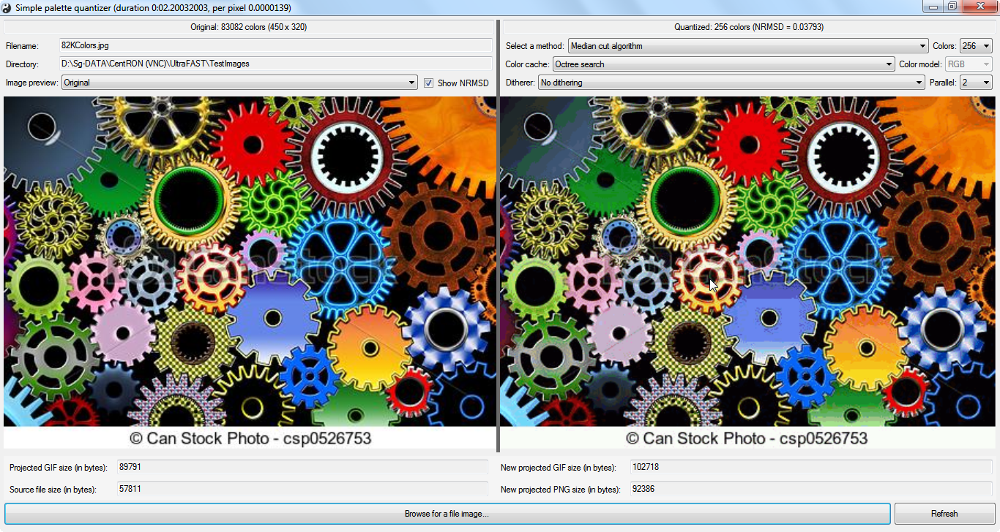 Simple palette quantizer (duration 0:02.20032003, per pixel 0.0000139)
Original: 83082 colors (450 x 320)
Quantized: 256 colors (NRMSD = 0.03793)
Filename: 82KColors.jpg
Select a method: Median cut algorithm Colors: 256
Directory: D:\Sg-DATA\CentRON (VNC)\UltraFAST\TestImages
Color cache: Octree search Color model: RGB
Image preview: Original Show NRMSD
Ditherer: No dithering Parallel: 2
© Can Stock Photo - csp0526753
© Can Stock Photo - csp0526753
Projected GIF size (in bytes): 89791
New projected GIF size (in bytes): 102718
Source file size (in bytes): 57811
New projected PNG size (in bytes): 92386
Browse for a file image...
Refresh